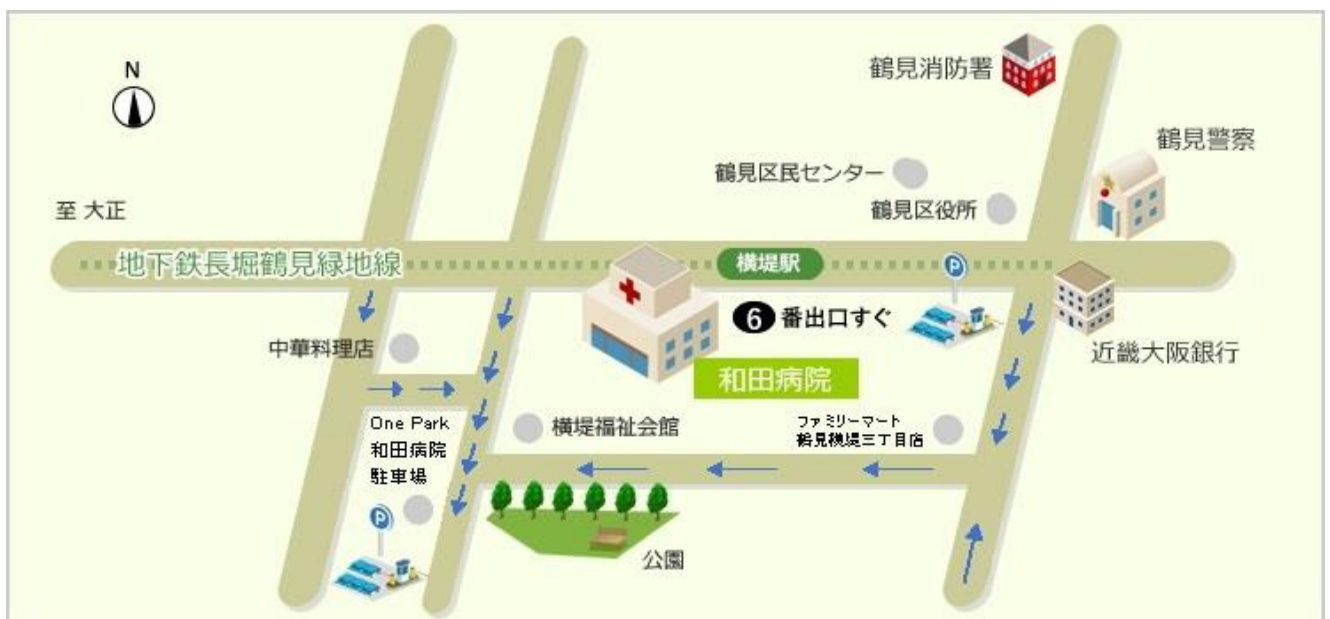 N
鶴見消防署
鶴見警察
鶴見区民センター
鶴見区役所
至 大正
地下鉄長堀鶴見緑地線
横堤駅
P
6 番出口すぐ
中華料理店
近畿大阪銀行
和田病院
One Park
和田病院
駐車場
横堤福祉会館
ファミリーマート
鶴見横堤三丁目店
P
公園